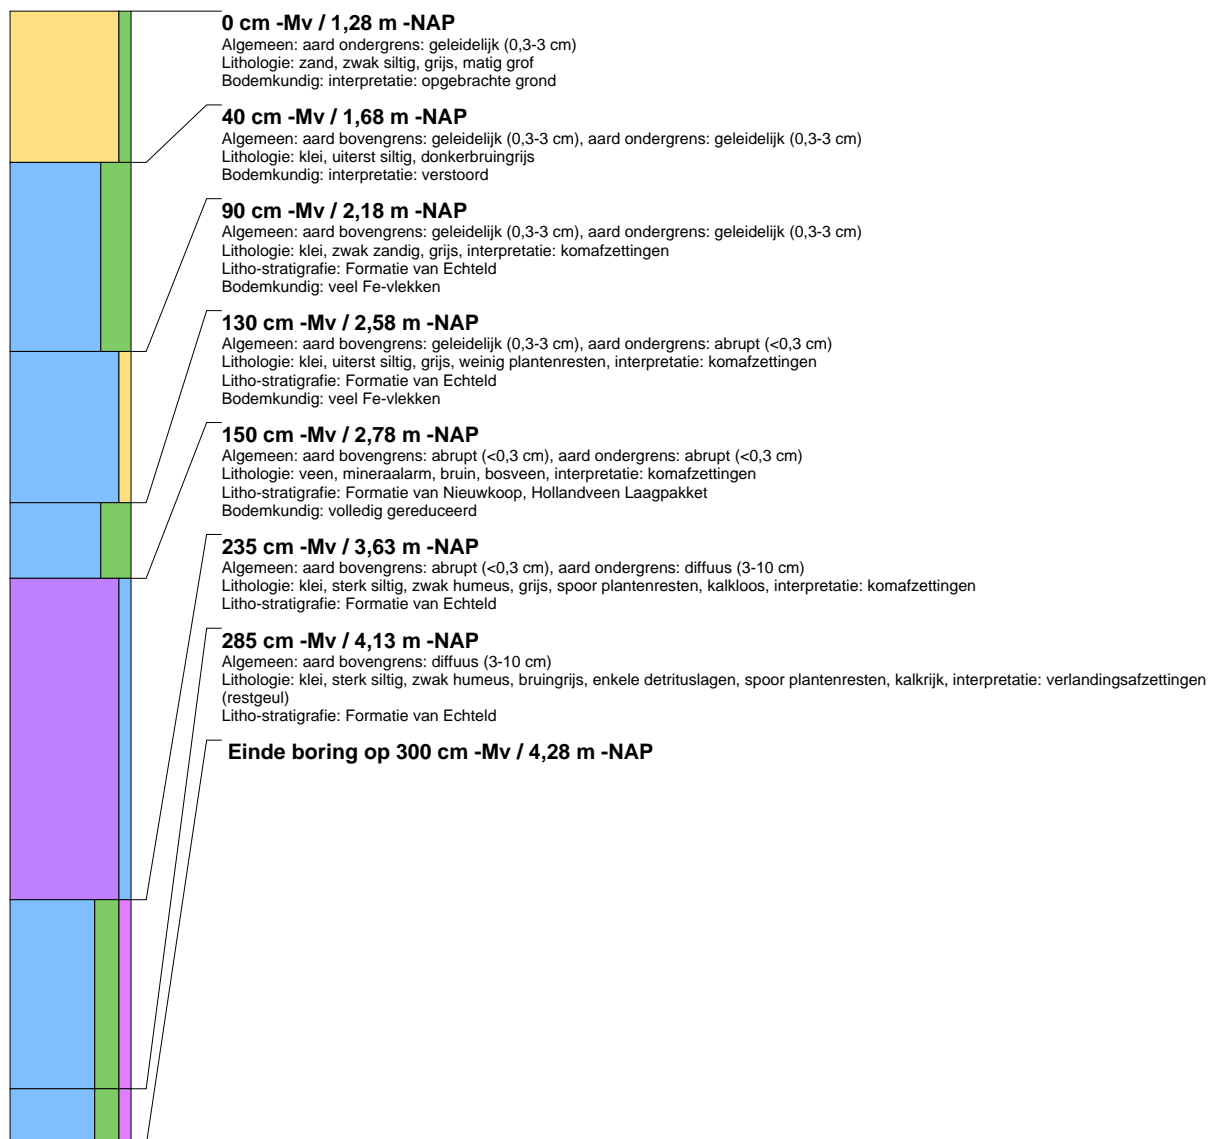 0 cm -Mv / 1,28 m -NAP
Algemeen: aard ondergrens: geleidelijk (0,3-3 cm)
Lithologie: zand, zwak siltig, grijs, matig grof
Bodemkundig: interpretatie: opgebrachte grond
40 cm -Mv / 1,68 m -NAP
Algemeen: aard bovengrens: geleidelijk (0,3-3 cm), aard ondergrens: geleidelijk (0,3-3 cm)
Lithologie: klei, uiterst siltig, donkerbruingrijs
Bodemkundig: interpretatie: verstoord
90 cm -Mv / 2,18 m -NAP
Algemeen: aard bovengrens: geleidelijk (0,3-3 cm), aard ondergrens: geleidelijk (0,3-3 cm)
Lithologie: klei, zwak zandig, grijs, interpretatie: komafzettingen
Litho-stratigrafie: Formatie van Echteld
Bodemkundig: veel Fe-vlekken
130 cm -Mv / 2,58 m -NAP
Algemeen: aard bovengrens: geleidelijk (0,3-3 cm), aard ondergrens: abrupt (<0,3 cm)
Lithologie: klei, uiterst siltig, grijs, weinig plantenresten, interpretatie: komafzettingen
Litho-stratigrafie: Formatie van Echteld
Bodemkundig: veel Fe-vlekken
150 cm -Mv / 2,78 m -NAP
Algemeen: aard bovengrens: abrupt (<0,3 cm), aard ondergrens: abrupt (<0,3 cm)
Lithologie: veen, mineraalarm, bruin, bosveen, interpretatie: komafzettingen
Litho-stratigrafie: Formatie van Nieuwkoop, Hollandveen Laagpakket
Bodemkundig: volledig gereduceerd
235 cm -Mv / 3,63 m -NAP
Algemeen: aard bovengrens: abrupt (<0,3 cm), aard ondergrens: diffuus (3-10 cm)
Lithologie: klei, sterk siltig, zwak humeus, grijs, spoor plantenresten, kalkloos, interpretatie: komafzettingen
Litho-stratigrafie: Formatie van Echteld
285 cm -Mv / 4,13 m -NAP
Algemeen: aard bovengrens: diffuus (3-10 cm)
Lithologie: klei, sterk siltig, zwak humeus, bruingrijs, enkele detrituslagen, spoor plantenresten, kalkrijk, interpretatie: verlandingsafzettingen
(restgeul)
Litho-stratigrafie: Formatie van Echteld
Einde boring op 300 cm -Mv / 4,28 m -NAP